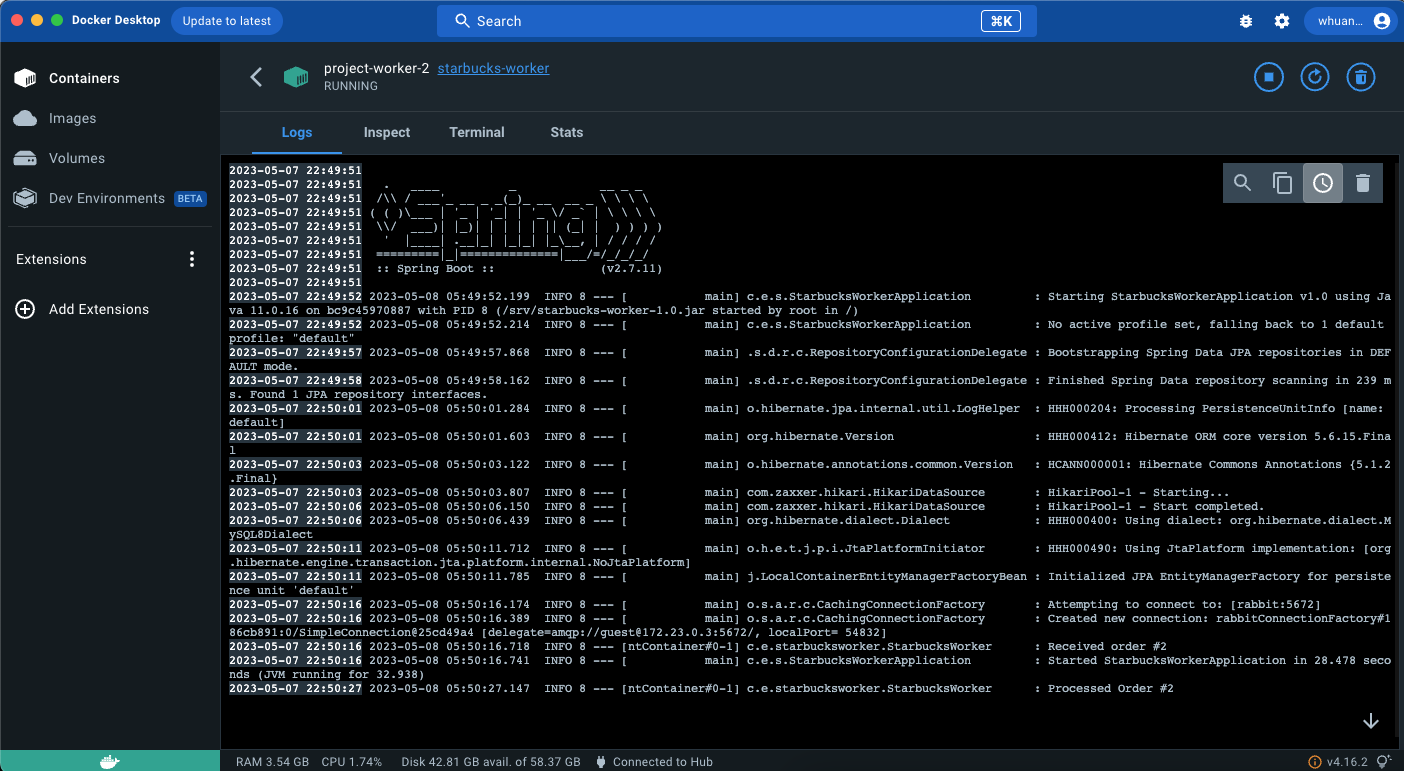 Docker Desktop
Update to latest
Search
⌘K
whuan...
Containers
Images
Volumes
Dev Environments BETA
Extensions
Add Extensions
project-worker-2 starbucks-worker
RUNNING
Logs Inspect Terminal Stats
2023-05-07 22:49:51
2023-05-07 22:49:51   .   ____          _            __ _ _
2023-05-07 22:49:51  /\\ / ___'_ __ _ _(_)_ __  __ _ \ \ \ \
2023-05-07 22:49:51 ( ( )\___ | '_ | '_| | '_ \/ _` | \ \ \ \
2023-05-07 22:49:51  \\/  ___)| |_)| | | | | || (_| |  ) ) ) )
2023-05-07 22:49:51   '  |____| .__|_| |_|_| |_\__, | / / / /
2023-05-07 22:49:51  =========|_|==============|___/=/_/_/_/
2023-05-07 22:49:51  :: Spring Boot ::               (v2.7.11)
2023-05-07 22:49:51
2023-05-07 22:49:52 2023-05-08 05:49:52.199  INFO 8 --- [           main] c.e.s.StarbucksWorkerApplication         : Starting StarbucksWorkerApplication v1.0 using Ja
va 11.0.16 on bc9c45970887 with PID 8 (/srv/starbucks-worker-1.0.jar started by root in /)
2023-05-07 22:49:52 2023-05-08 05:49:52.214  INFO 8 --- [           main] c.e.s.StarbucksWorkerApplication         : No active profile set, falling back to 1 default
profile: "default"
2023-05-07 22:49:57 2023-05-08 05:49:57.868  INFO 8 --- [           main] .s.d.r.c.RepositoryConfigurationDelegate : Bootstrapping Spring Data JPA repositories in DEF
AULT mode.
2023-05-07 22:49:58 2023-05-08 05:49:58.162  INFO 8 --- [           main] .s.d.r.c.RepositoryConfigurationDelegate : Finished Spring Data repository scanning in 239 m
s. Found 1 JPA repository interfaces.
2023-05-07 22:50:01 2023-05-08 05:50:01.284  INFO 8 --- [           main] o.hibernate.jpa.internal.util.LogHelper  : HHH000204: Processing PersistenceUnitInfo [name:
default]
2023-05-07 22:50:01 2023-05-08 05:50:01.603  INFO 8 --- [           main] org.hibernate.Version                    : HHH000412: Hibernate ORM core version 5.6.15.Fina
l
2023-05-07 22:50:03 2023-05-08 05:50:03.122  INFO 8 --- [           main] o.hibernate.annotations.common.Version   : HCANN000001: Hibernate Commons Annotations {5.1.2
.Final}
2023-05-07 22:50:03 2023-05-08 05:50:03.807  INFO 8 --- [           main] com.zaxxer.hikari.HikariDataSource       : HikariPool-1 - Starting...
2023-05-07 22:50:06 2023-05-08 05:50:06.150  INFO 8 --- [           main] com.zaxxer.hikari.HikariDataSource       : HikariPool-1 - Start completed.
2023-05-07 22:50:06 2023-05-08 05:50:06.439  INFO 8 --- [           main] org.hibernate.dialect.Dialect            : HHH000400: Using dialect: org.hibernate.dialect.M
ySQL8Dialect
2023-05-07 22:50:11 2023-05-08 05:50:11.712  INFO 8 --- [           main] o.h.e.t.j.p.i.JtaPlatformInitiator       : HHH000490: Using JtaPlatform implementation: [org
.hibernate.engine.transaction.jta.platform.internal.NoJtaPlatform]
2023-05-07 22:50:11 2023-05-08 05:50:11.785  INFO 8 --- [           main] j.LocalContainerEntityManagerFactoryBean : Initialized JPA EntityManagerFactory for persiste
nce unit 'default'
2023-05-07 22:50:16 2023-05-08 05:50:16.174  INFO 8 --- [           main] o.s.a.r.c.CachingConnectionFactory       : Attempting to connect to: [rabbit:5672]
2023-05-07 22:50:16 2023-05-08 05:50:16.389  INFO 8 --- [           main] o.s.a.r.c.CachingConnectionFactory       : Created new connection: rabbitConnectionFactory#1
86cb891:0/SimpleConnection@25cd49a4 [delegate=amqp://guest@172.23.0.3:5672/, localPort= 54832]
2023-05-07 22:50:16 2023-05-08 05:50:16.718  INFO 8 --- [ntContainer#0-1] c.e.starbucksworker.StarbucksWorker      : Received order #2
2023-05-07 22:50:16 2023-05-08 05:50:16.741  INFO 8 --- [           main] c.e.s.StarbucksWorkerApplication         : Started StarbucksWorkerApplication in 28.478 seco
nds (JVM running for 32.938)
2023-05-07 22:50:27 2023-05-08 05:50:27.147  INFO 8 --- [ntContainer#0-1] c.e.starbucksworker.StarbucksWorker      : Processed Order #2
RAM 3.54 GB CPU 1.74% Disk 42.81 GB avail. of 58.37 GB Connected to Hub
v4.16.2